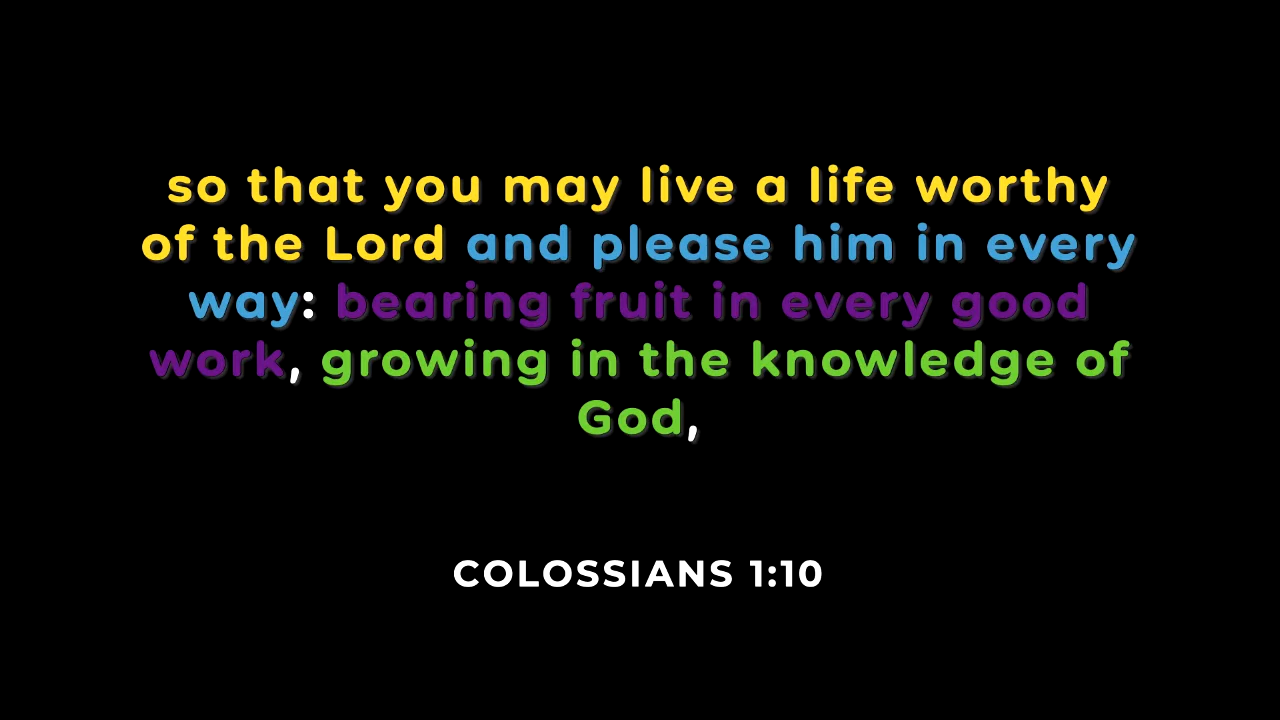 so that you may live a life worthy
of the Lord and please him in every
way: bearing fruit in every good
work, growing in the knowledge of
God,
COLOSSIANS 1:10